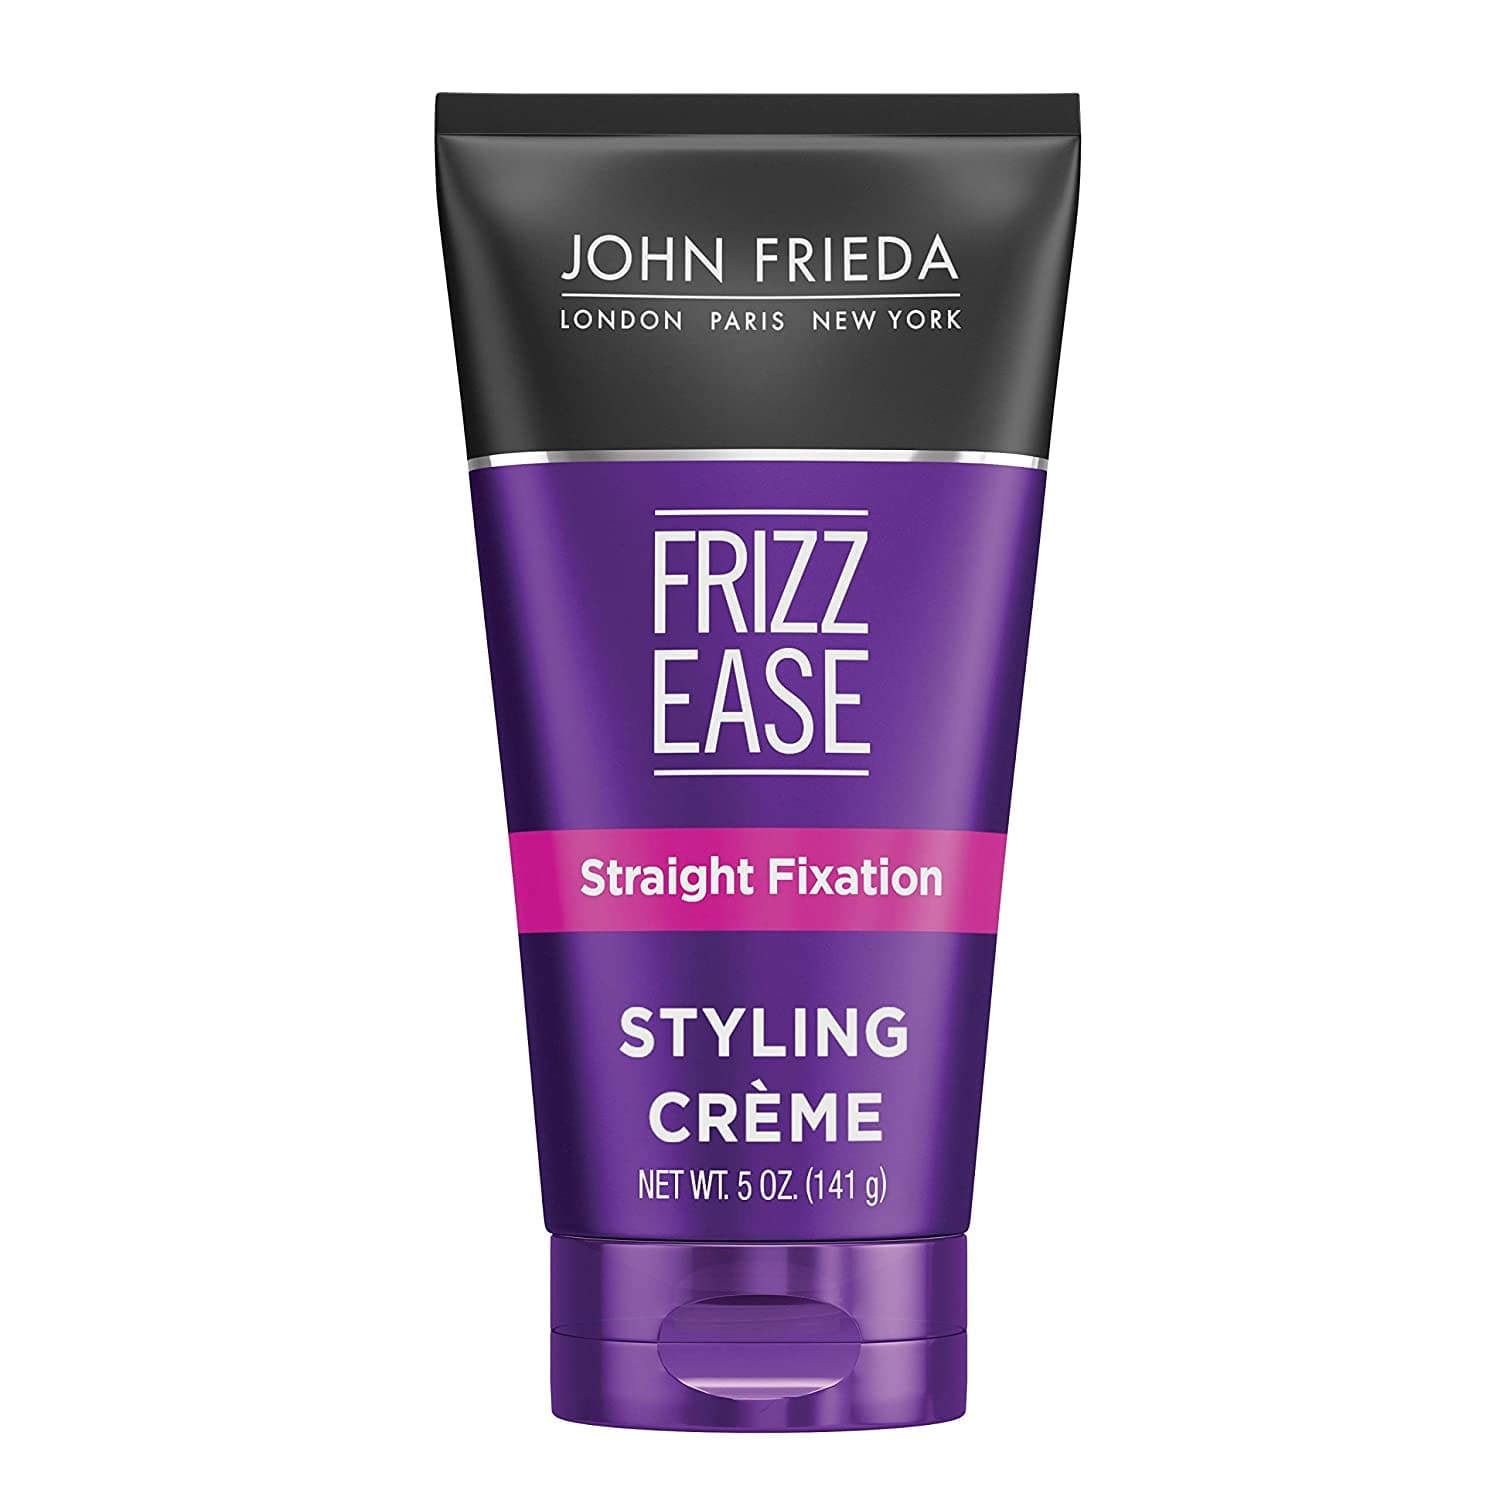 JOHN FRIEDA
LONDON PARIS NEW YORK
FRIZZ
EASE
Straight Fixation
STYLING
CRÈME
NET WT. 5 OZ. (141 g)